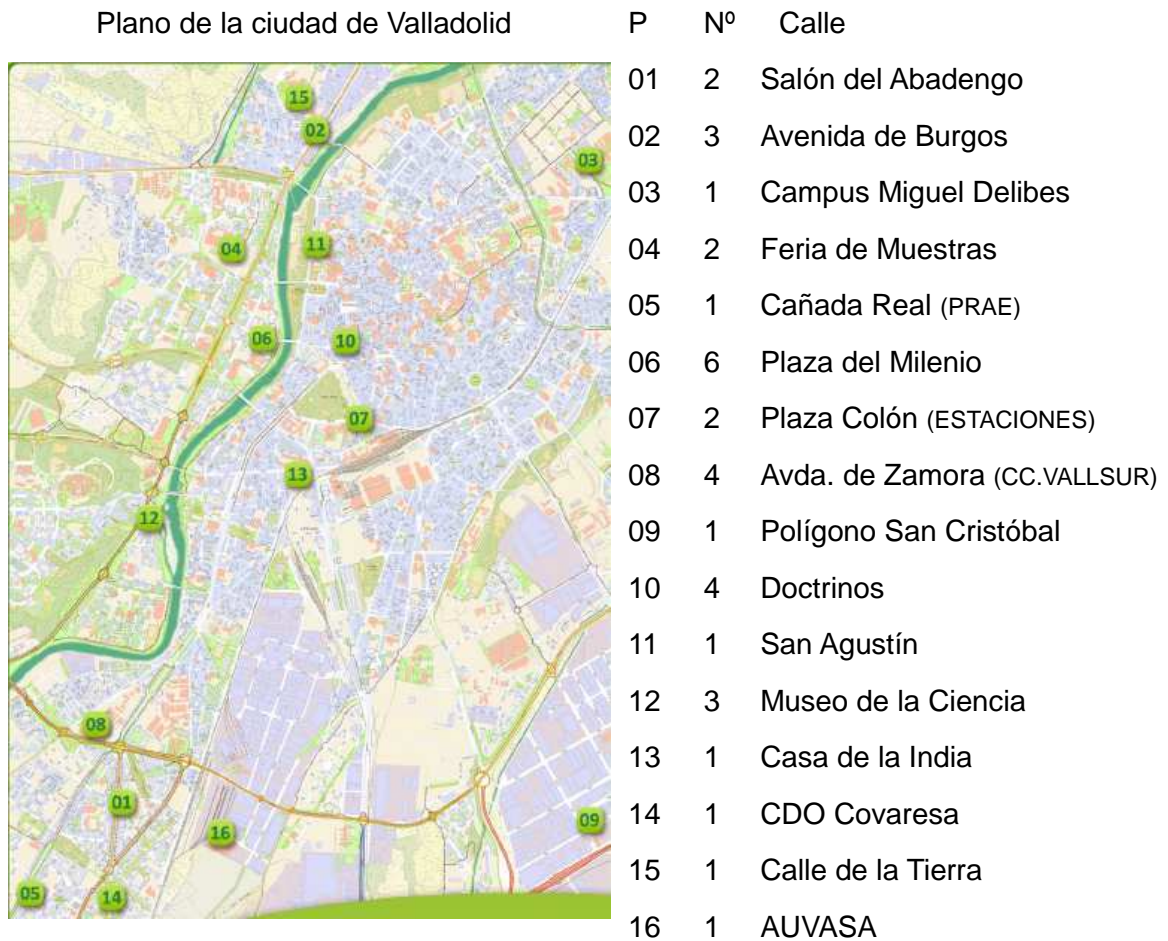 Plano de la ciudad de Valladolid
P Nº Calle
01 2 Salón del Abadengo
02 3 Avenida de Burgos
03 1 Campus Miguel Delibes
04 2 Feria de Muestras
05 1 Cañada Real (PRAE)
06 6 Plaza del Milenio
07 2 Plaza Colón (ESTACIONES)
08 4 Avda. de Zamora (CC.VALLSUR)
09 1 Polígono San Cristóbal
10 4 Doctrinos
11 1 San Agustín
12 3 Museo de la Ciencia
13 1 Casa de la India
14 1 CDO Covaresa
15 1 Calle de la Tierra
16 1 AUVASA
15
02
03
04
11
06
10
07
13
12
08
01
16
09
05
14